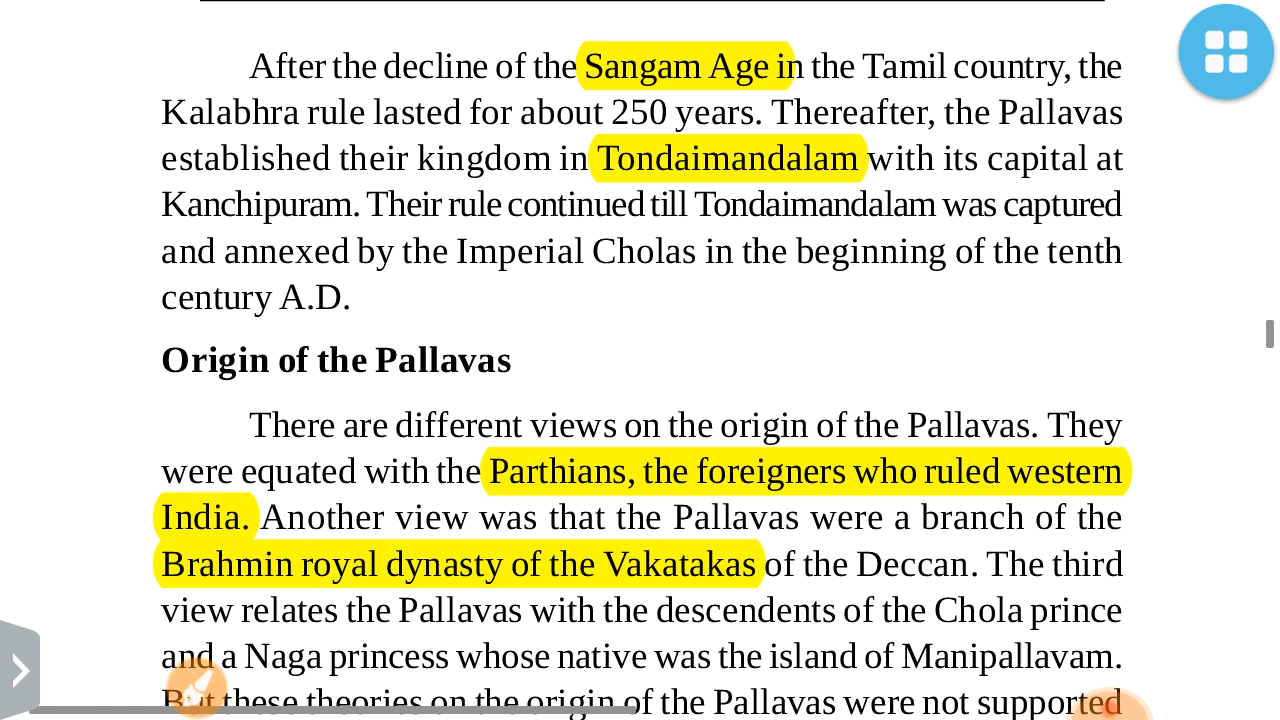 After the decline of the Sangam Age in the Tamil country, the
Kalabhra rule lasted for about 250 years. Thereafter, the Pallavas
established their kingdom in Tondaimandalam with its capital at
Kanchipuram. Their rule continued till Tondaimandalam was captured
and annexed by the Imperial Cholas in the beginning of the tenth
century A.D.
Origin of the Pallavas
There are different views on the origin of the Pallavas. They
were equated with the Parthians, the foreigners who ruled western
India. Another view was that the Pallavas were a branch of the
Brahmin royal dynasty of the Vakatakas of the Deccan. The third
view relates the Pallavas with the descendents of the Chola prince
and a Naga princess whose native was the island of Manipallavam.
But these theories on the origin of the Pallavas were not supported